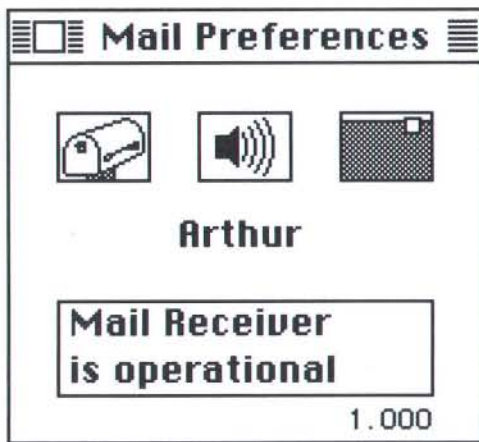 Mail Preferences
Arthur
Mail Receiver
is operational
1.000